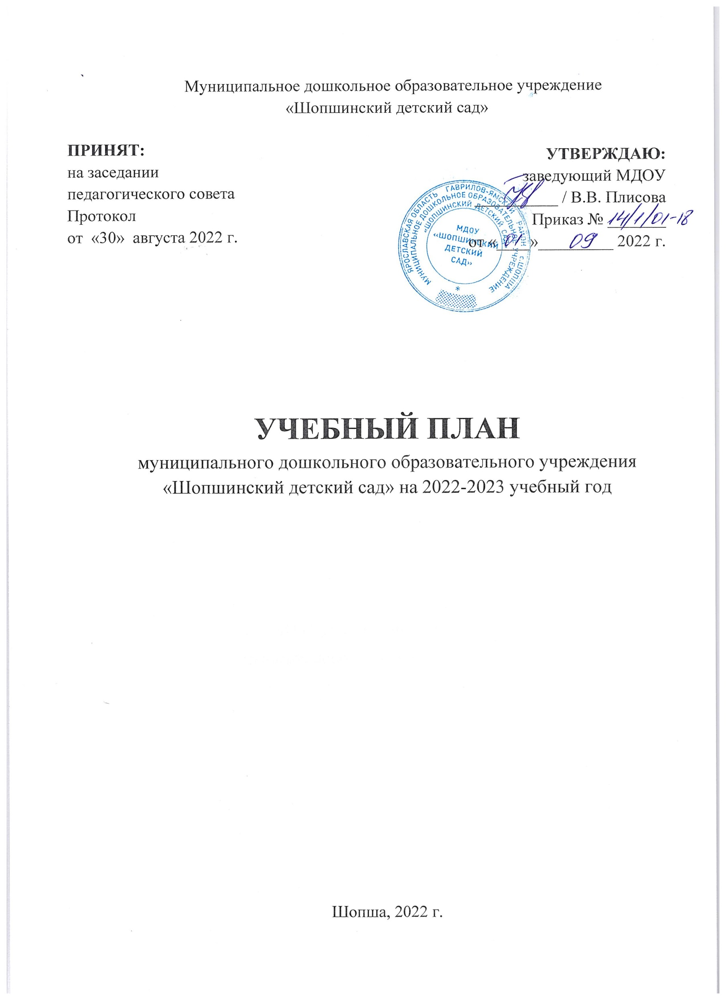 Муниципальное дошкольное образовательное учреждение
«Шопшинский детский сад»
ПРИНЯТ:
на заседании
педагогического совета
Протокол
от «30» августа 2022 г.
УТВЕРЖДАЮ:
заведующий МДОУ
/ В.В. Плисова
Приказ № 14/1/01-18
от «01» 09 2022 г.
ЯРОСЛАВСКАЯ ОБЛАСТЬ ГАВРИЛОВ-ЯМСКИЙ РАЙОН с.ШОПША
МУНИЦИПАЛЬНОЕ ДОШКОЛЬНОЕ ОБРАЗОВАТЕЛЬНОЕ УЧРЕЖДЕНИЕ
«ШОПШИНСКИЙ ДЕТСКИЙ САД»
МДОУ
«ШОПШИНСКИЙ
ДЕТСКИЙ
САД»
*
УЧЕБНЫЙ ПЛАН
муниципального дошкольного образовательного учреждения
«Шопшинский детский сад» на 2022-2023 учебный год
Шопша, 2022 г.